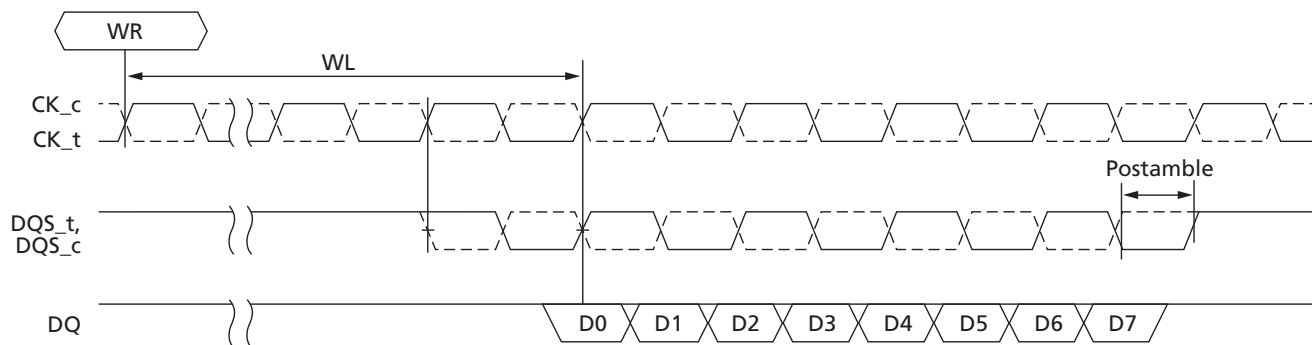 WR
WL
CK_c
CK_t
Postamble
DQS_t,
DQS_c
DQ
D0 D1 D2 D3 D4 D5 D6 D7